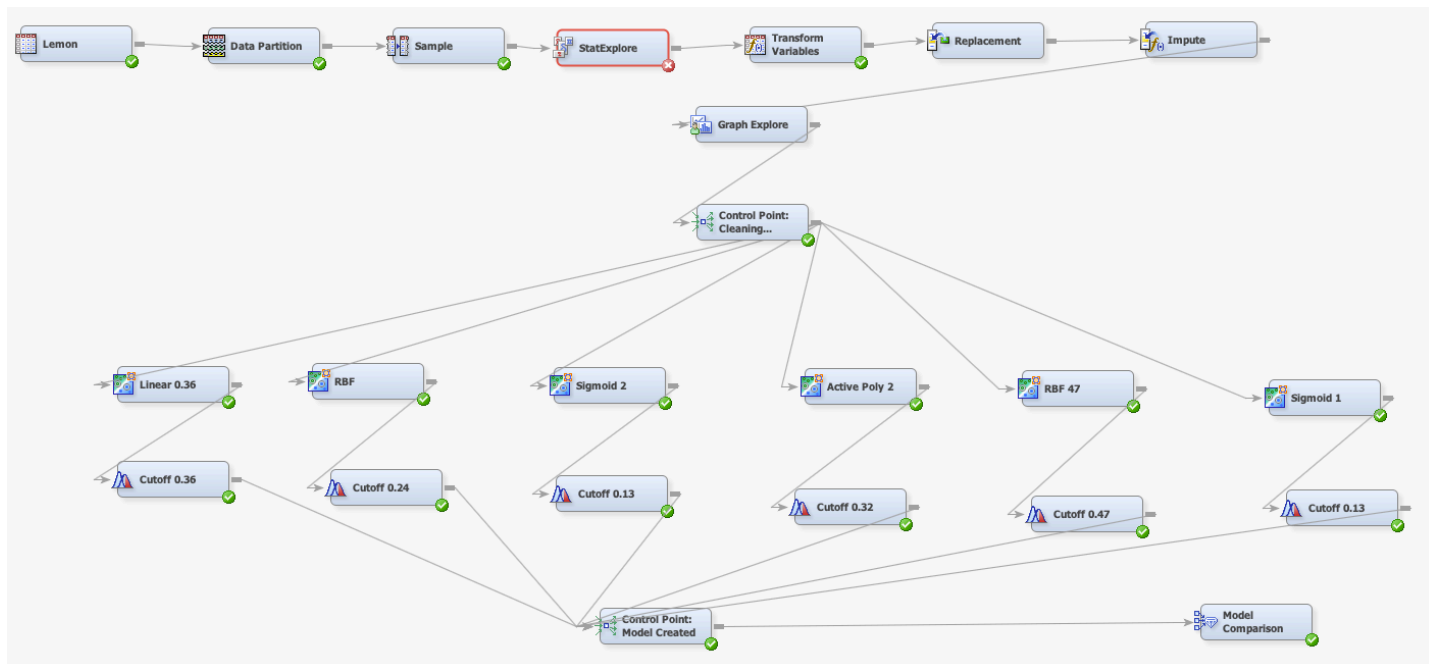 Lemon
Data Partition
Sample
StatExplore
Transform
Variables
Replacement
Impute
Graph Explore
Control Point:
Cleaning...
Linear 0.36
RBF
Sigmoid 2
Active Poly 2
RBF 47
Sigmoid 1
Cutoff 0.36
Cutoff 0.24
Cutoff 0.13
Cutoff 0.32
Cutoff 0.47
Cutoff 0.13
Control Point:
Model Created
Model
Comparison